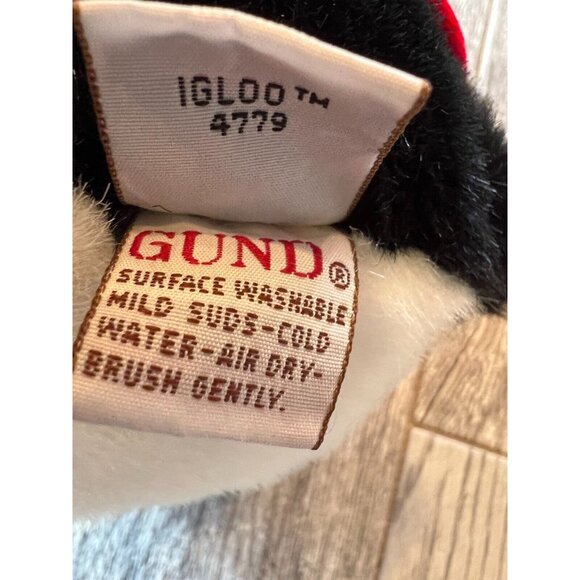 IGLOO™
4779
GUND®
SURFACE WASHABLE
MILD SUDS-COLD
WATER-AIR DRY-
BRUSH GENTLY.